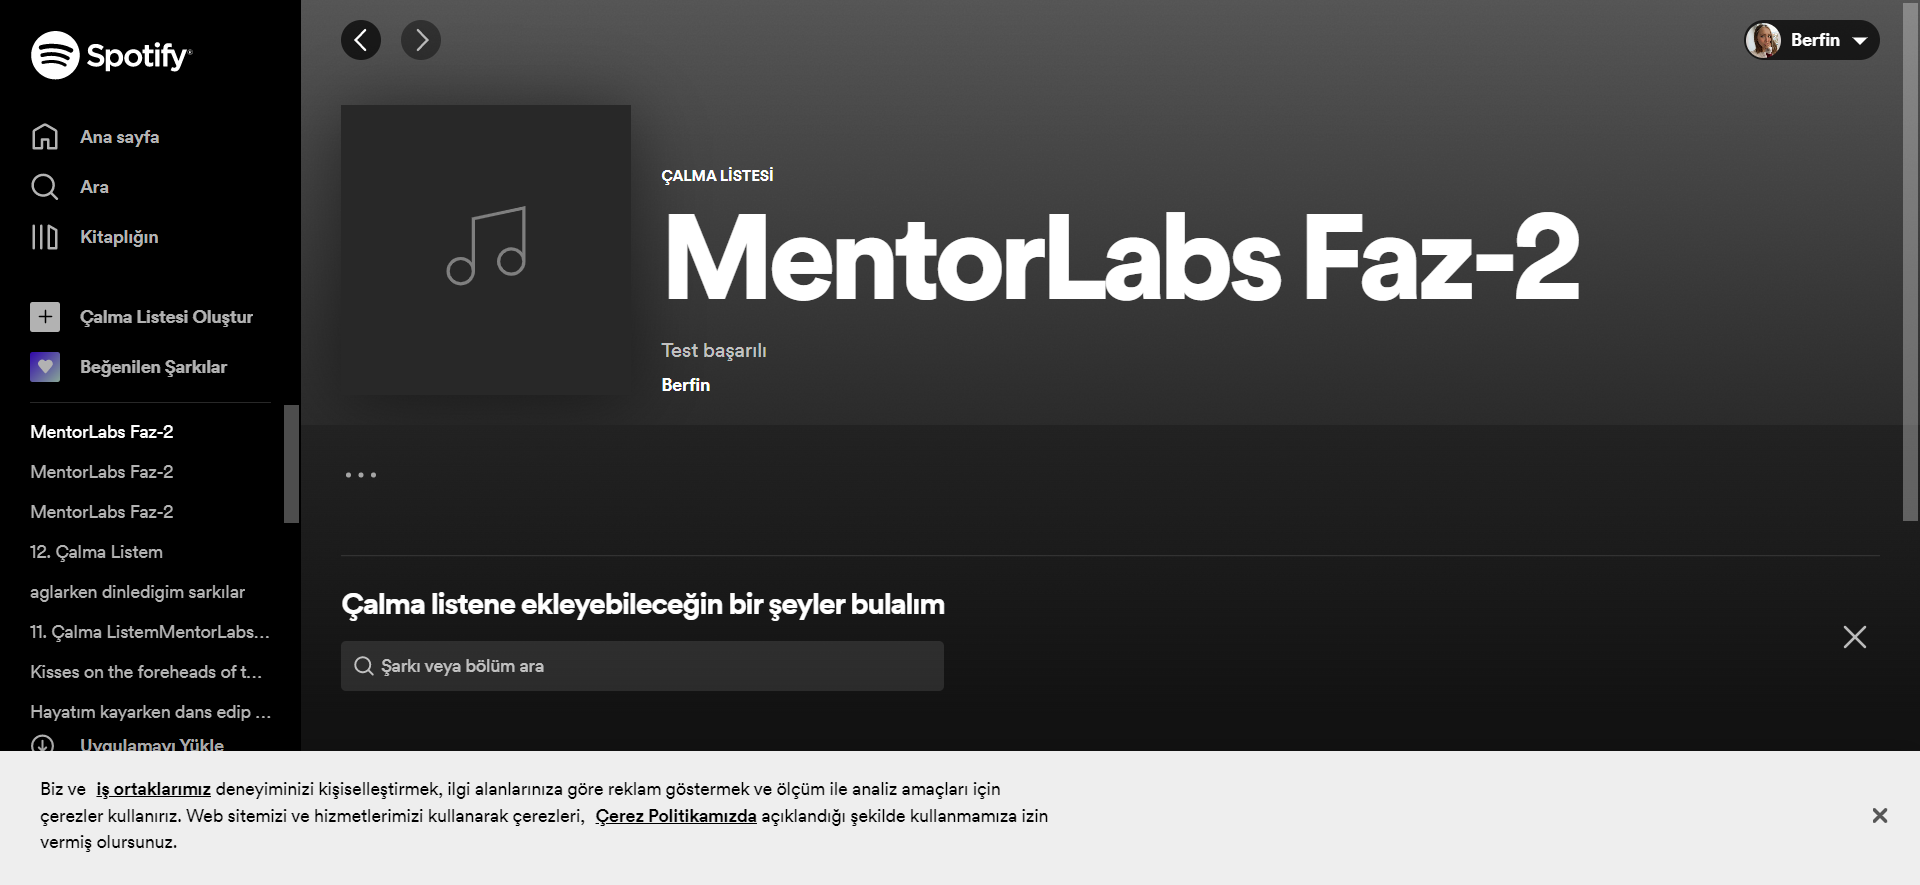 Spotify
Ana sayfa
Ara
Kitaplığın
Çalma Listesi Oluştur
Beğenilen Şarkılar
MentorLabs Faz-2
MentorLabs Faz-2
MentorLabs Faz-2
12. Çalma Listem
aglarken dinledigim sarkılar
11. Çalma ListemMentorLabs...
Kisses on the foreheads of t...
Hayatım kayarken dans edip ...
Uygulamayı Yükle
Berfin
ÇALMA LİSTESİ
MentorLabs Faz-2
Test başarılı
Berfin
Çalma listene ekleyebileceğin bir şeyler bulalım
Şarkı veya bölüm ara
Biz ve iş ortaklarımız deneyiminizi kişiselleştirmek, ilgi alanlarınıza göre reklam göstermek ve ölçüm ile analiz amaçları için
çerezler kullanırız. Web sitemizi ve hizmetlerimizi kullanarak çerezleri, Çerez Politikamızda açıklandığı şekilde kullanmamıza izin
vermiş olursunuz.